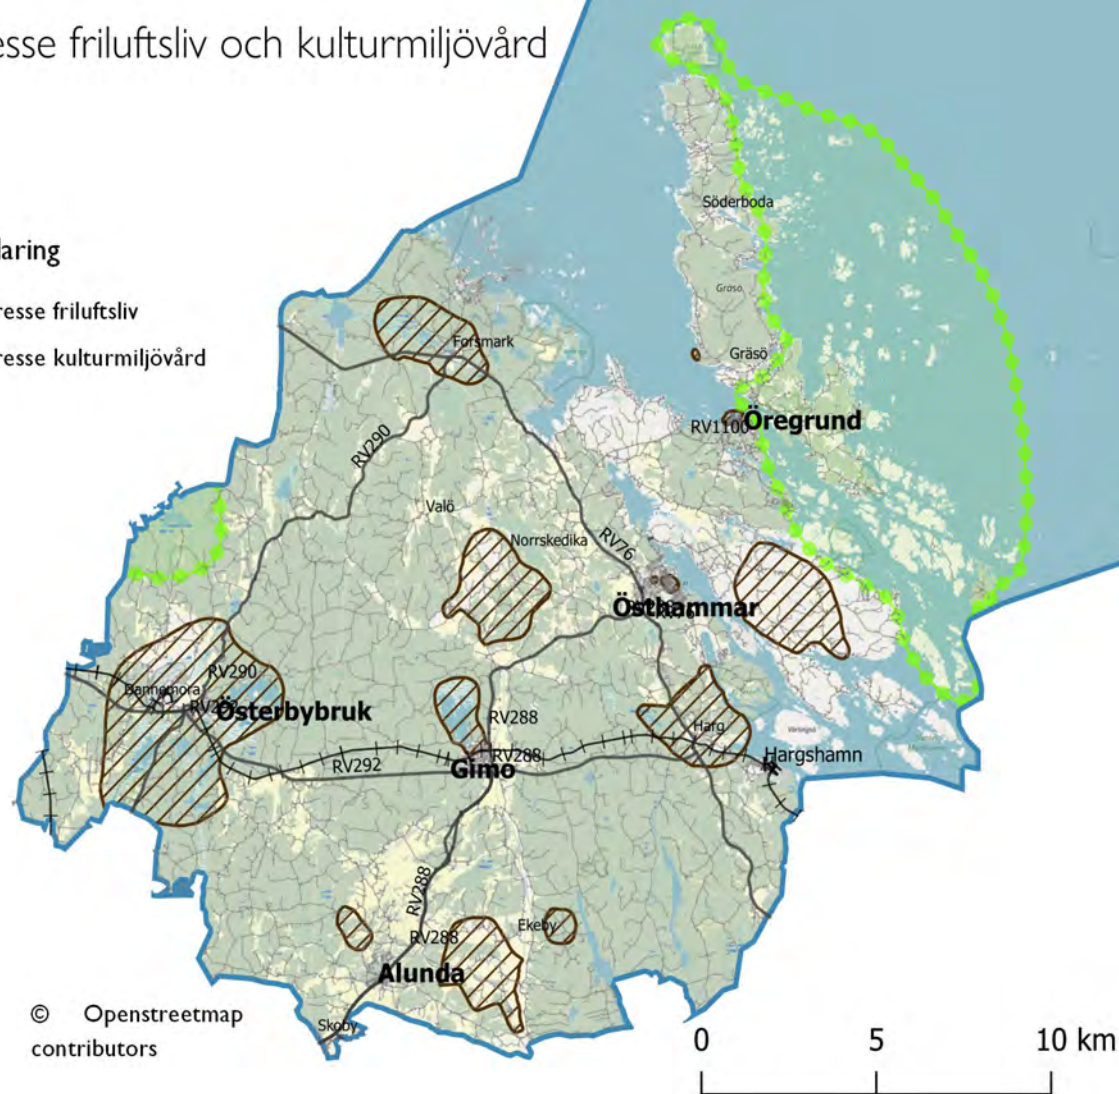 esse friluftsliv och kulturmiljövård
laring
resse friluftsliv
resse kulturmiljövård
Söderboda
Gräsö
Forsmark
Gräsö
RV1100
Öregrund
RV290
Valö
Norrskedika
RV76
Östhammar
RV290
Dannemora
Österbybruk
RV288
Harg
RV288
Hargshamn
RV292
Gimo
RV288
RV288
Ekeby
Alunda
© Openstreetmap
contributors
Skoby
0 5 10 km